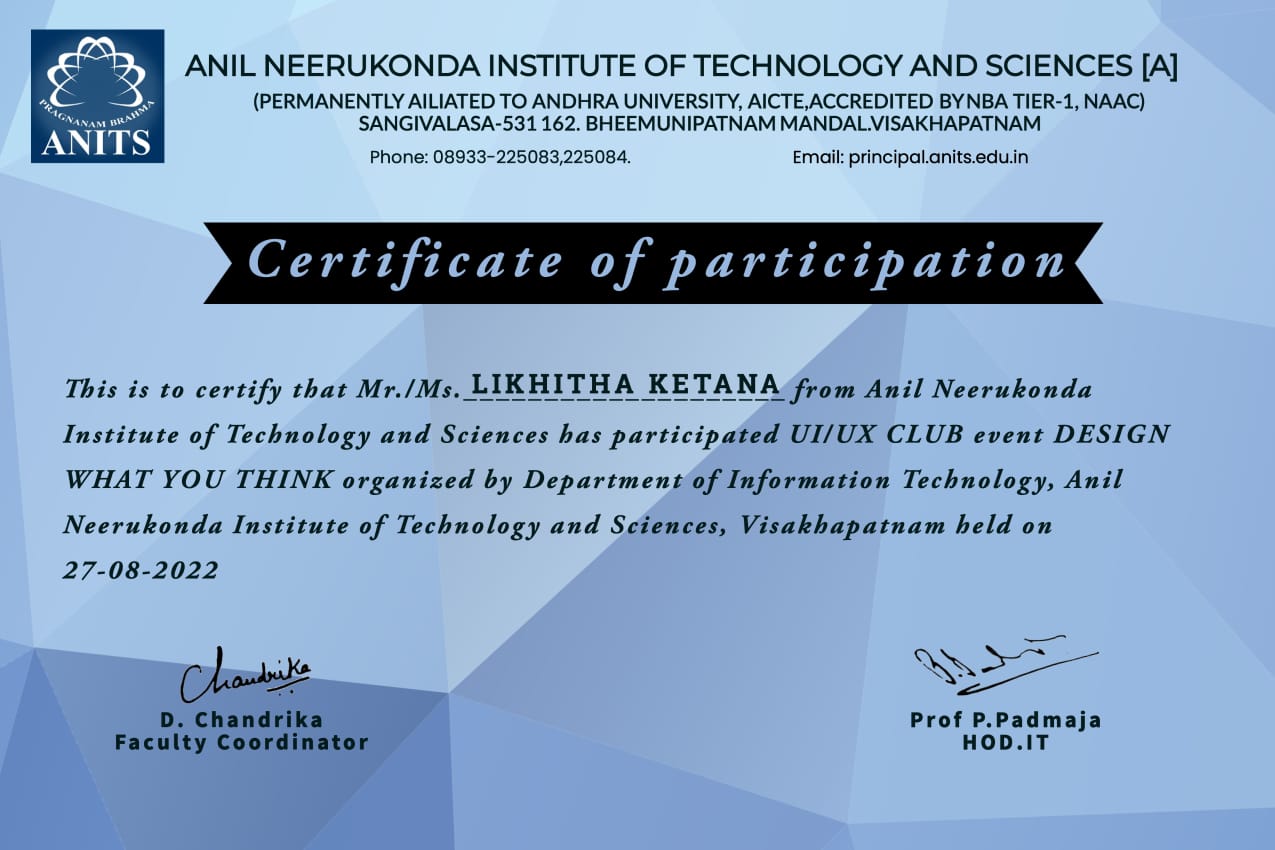 PRAGNANAM BRAHMA
ANITS
ANIL NEERUKONDA INSTITUTE OF TECHNOLOGY AND SCIENCES [A]
(PERMANENTLY AILIATED TO ANDHRA UNIVERSITY, AICTE,ACCREDITED BY NBA TIER-1, NAAC)
SANGIVALASA-531 162. BHEEMUNIPATNAM MANDAL.VISAKHAPATNAM
Phone: 08933-225083,225084. Email: principal.anits.edu.in
Certificate of participation
This is to certify that Mr./Ms. LIKHITHA KETANA from Anil Neerukonda
Institute of Technology and Sciences has participated UI/UX CLUB event DESIGN
WHAT YOU THINK organized by Department of Information Technology, Anil
Neerukonda Institute of Technology and Sciences, Visakhapatnam held on
27-08-2022
Chandrika
D. Chandrika
Faculty Coordinator
Prof P.Padmaja
HOD.IT